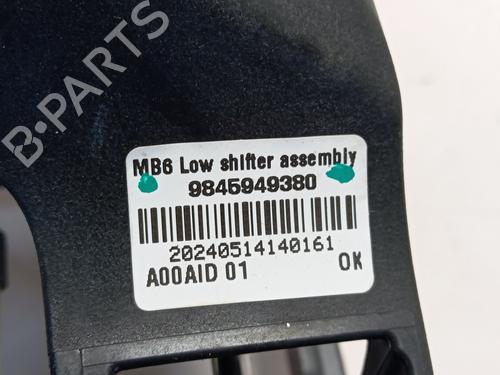 B-PARTS
MB6 Low shifter assembly
9845949380
20240514140161
A00AID 01 OK